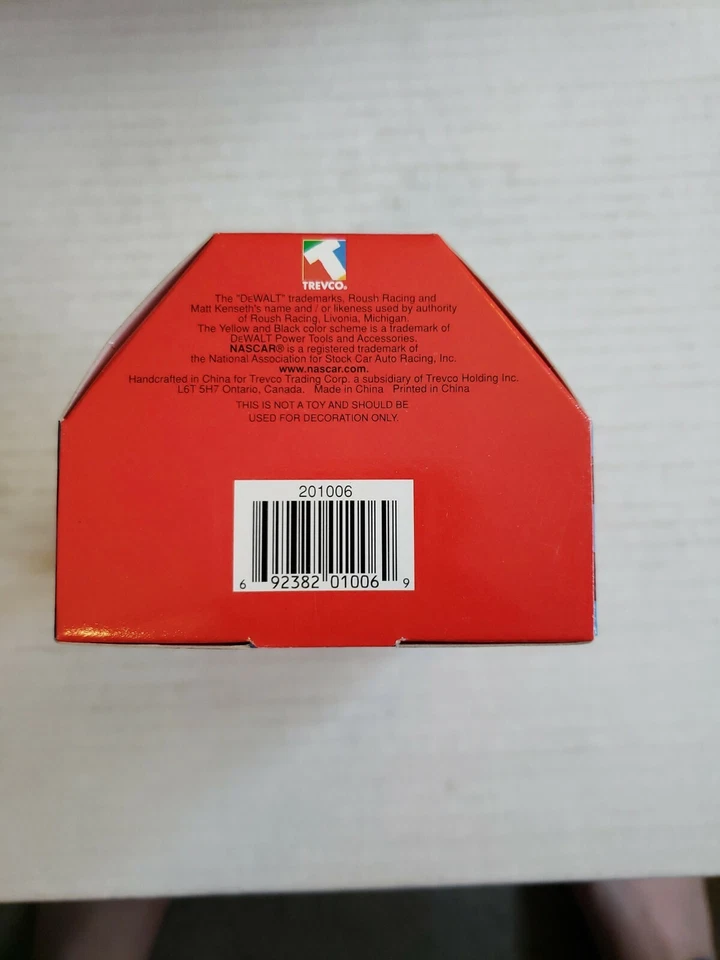 TREVCO®
The "DEWALT" trademarks, Roush Racing and
Matt Kenseth's name and / or likeness used by authority
of Roush Racing, Livonia, Michigan.
The Yellow and Black color scheme is a trademark of
DEWALT Power Tools and Accessories.
NASCAR® is a registered trademark of
the National Association for Stock Car Auto Racing, Inc.
www.nascar.com.
Handcrafted in China for Trevco Trading Corp. a subsidiary of Trevco Holding Inc.
L6T 5H7 Ontario, Canada. Made in China Printed in China
THIS IS NOT A TOY AND SHOULD BE
USED FOR DECORATION ONLY.
201006
6 92382 01006 9